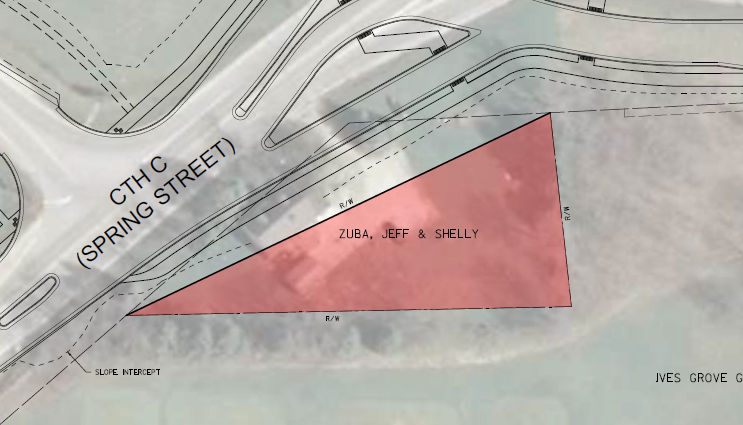 CTH C
(SPRING STREET)
R/W
R/W
ZUBA, JEFF & SHELLY
R/W
SLOPE INTERCEPT
IVES GROVE G